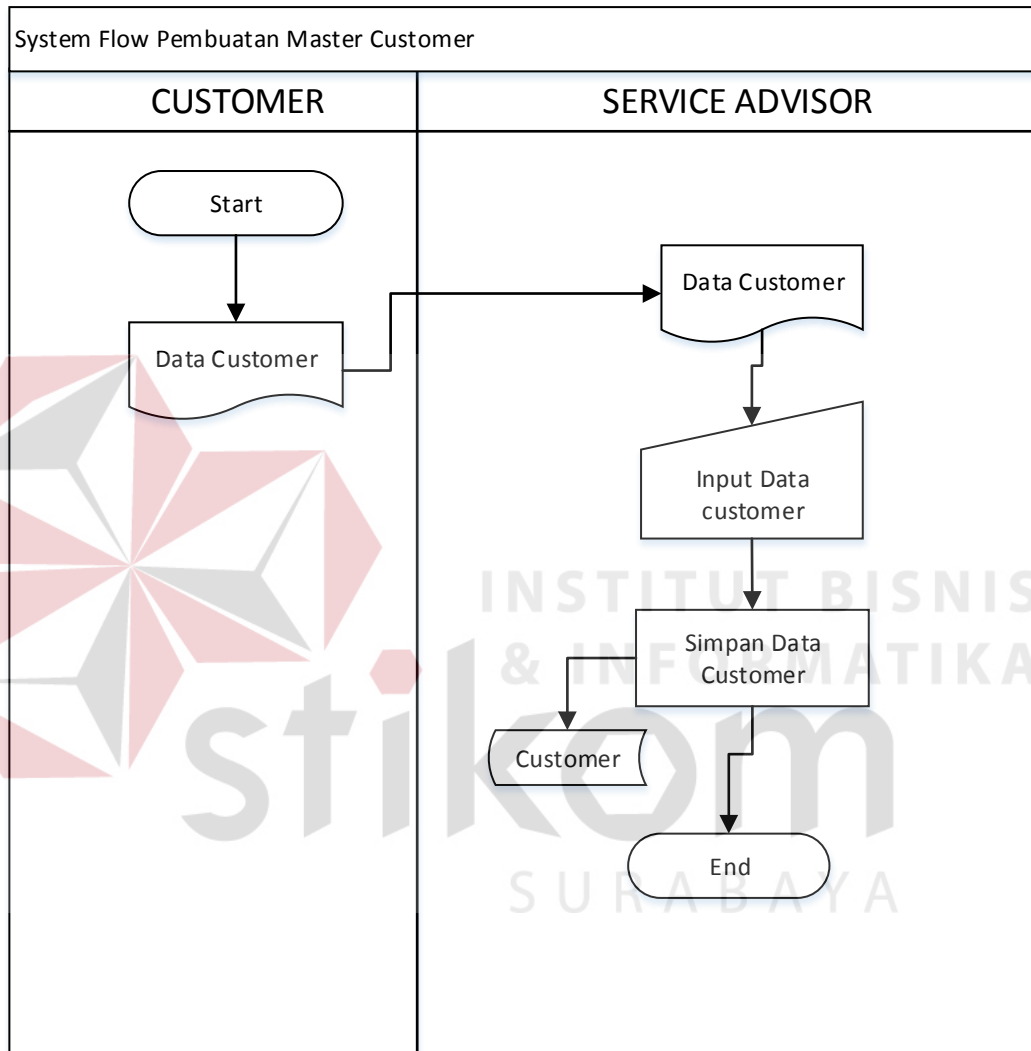 System Flow Pembuatan Master Customer
CUSTOMER
SERVICE ADVISOR
Start
Data Customer
Data Customer
Input Data
customer
Simpan Data
Customer
Customer
End
INSTITUT BISNIS
& INFORMATIKA
stikom
SURABAYA